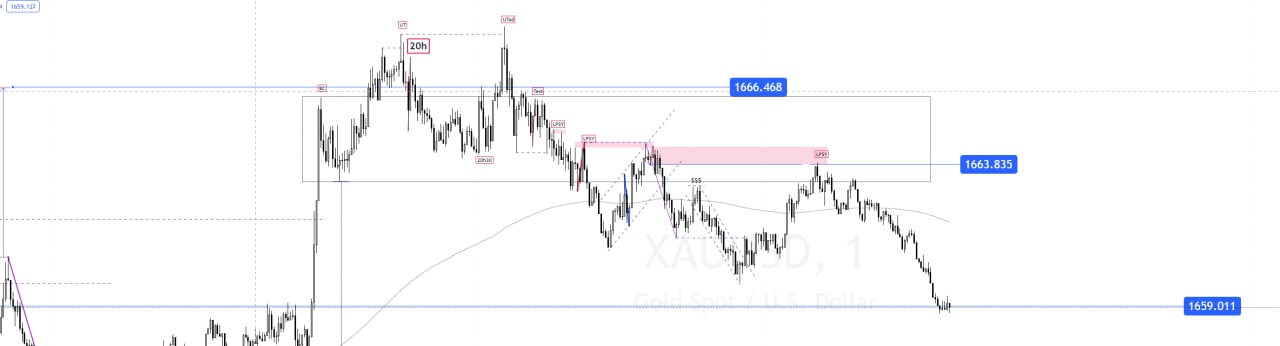 1659.122
UT
UTad
20h
BC
1666.468
Test
LPSY
LPSY
20h30
LPSY
1663.835
SSS
XAUUSD, 1
Gold Spot / U.S. Dollar
1659.011